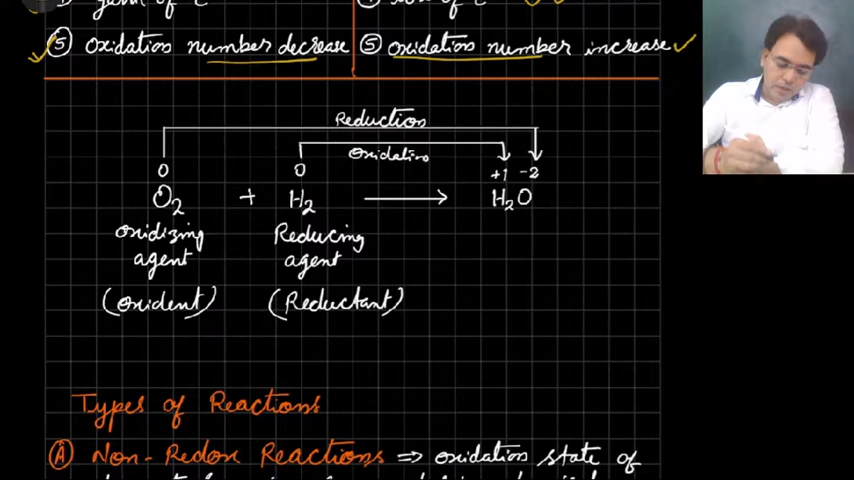 ⑤ oxidation number decrease ⑤ oxidation number increase
Reduction
oxidation
0 0 +1 -2
O2 + H2 → H2O
oxidizing Reducing
agent agent
(oxident) (Reductant)
Types of Reactions
Ⓐ Non-Redox Reactions ⇒ oxidation state of